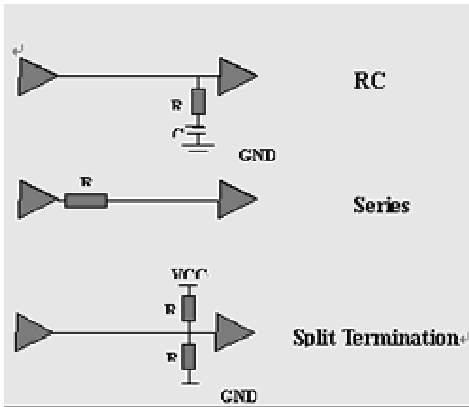 RC
R
C
GND
R
Series
VCC
R
Split Termination
R
GND